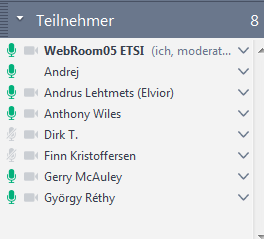 Teilnehmer 8
WebRoom05 ETSI (ich, moderat...
Andrej
Andrus Lehtmets (Elvior)
Anthony Wiles
Dirk T.
Finn Kristoffersen
Gerry McAuley
György Réthy